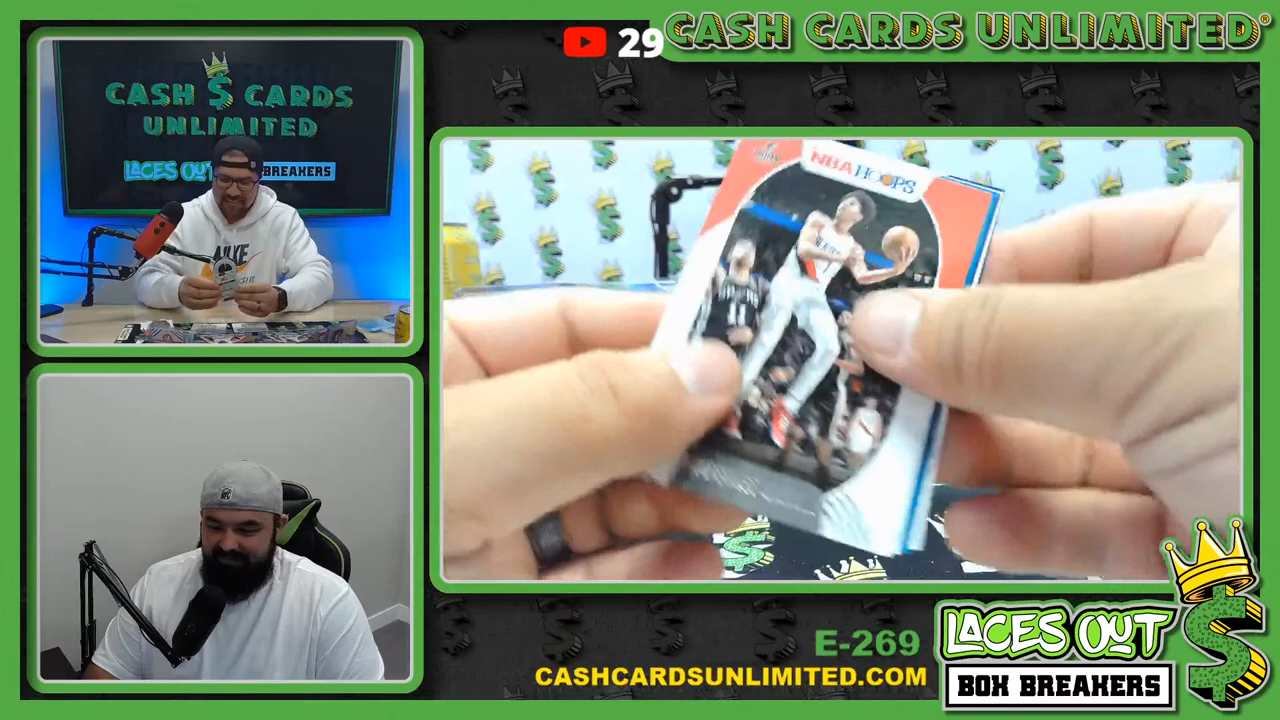 29
CASH CARDS UNLIMITED®
CASH $ CARDS
UNLIMITED
LACES OUT BREAKERS
NBA HOOPS
11
E-269
CASHCARDSUNLIMITED.COM
LACES OUT
BOX BREAKERS